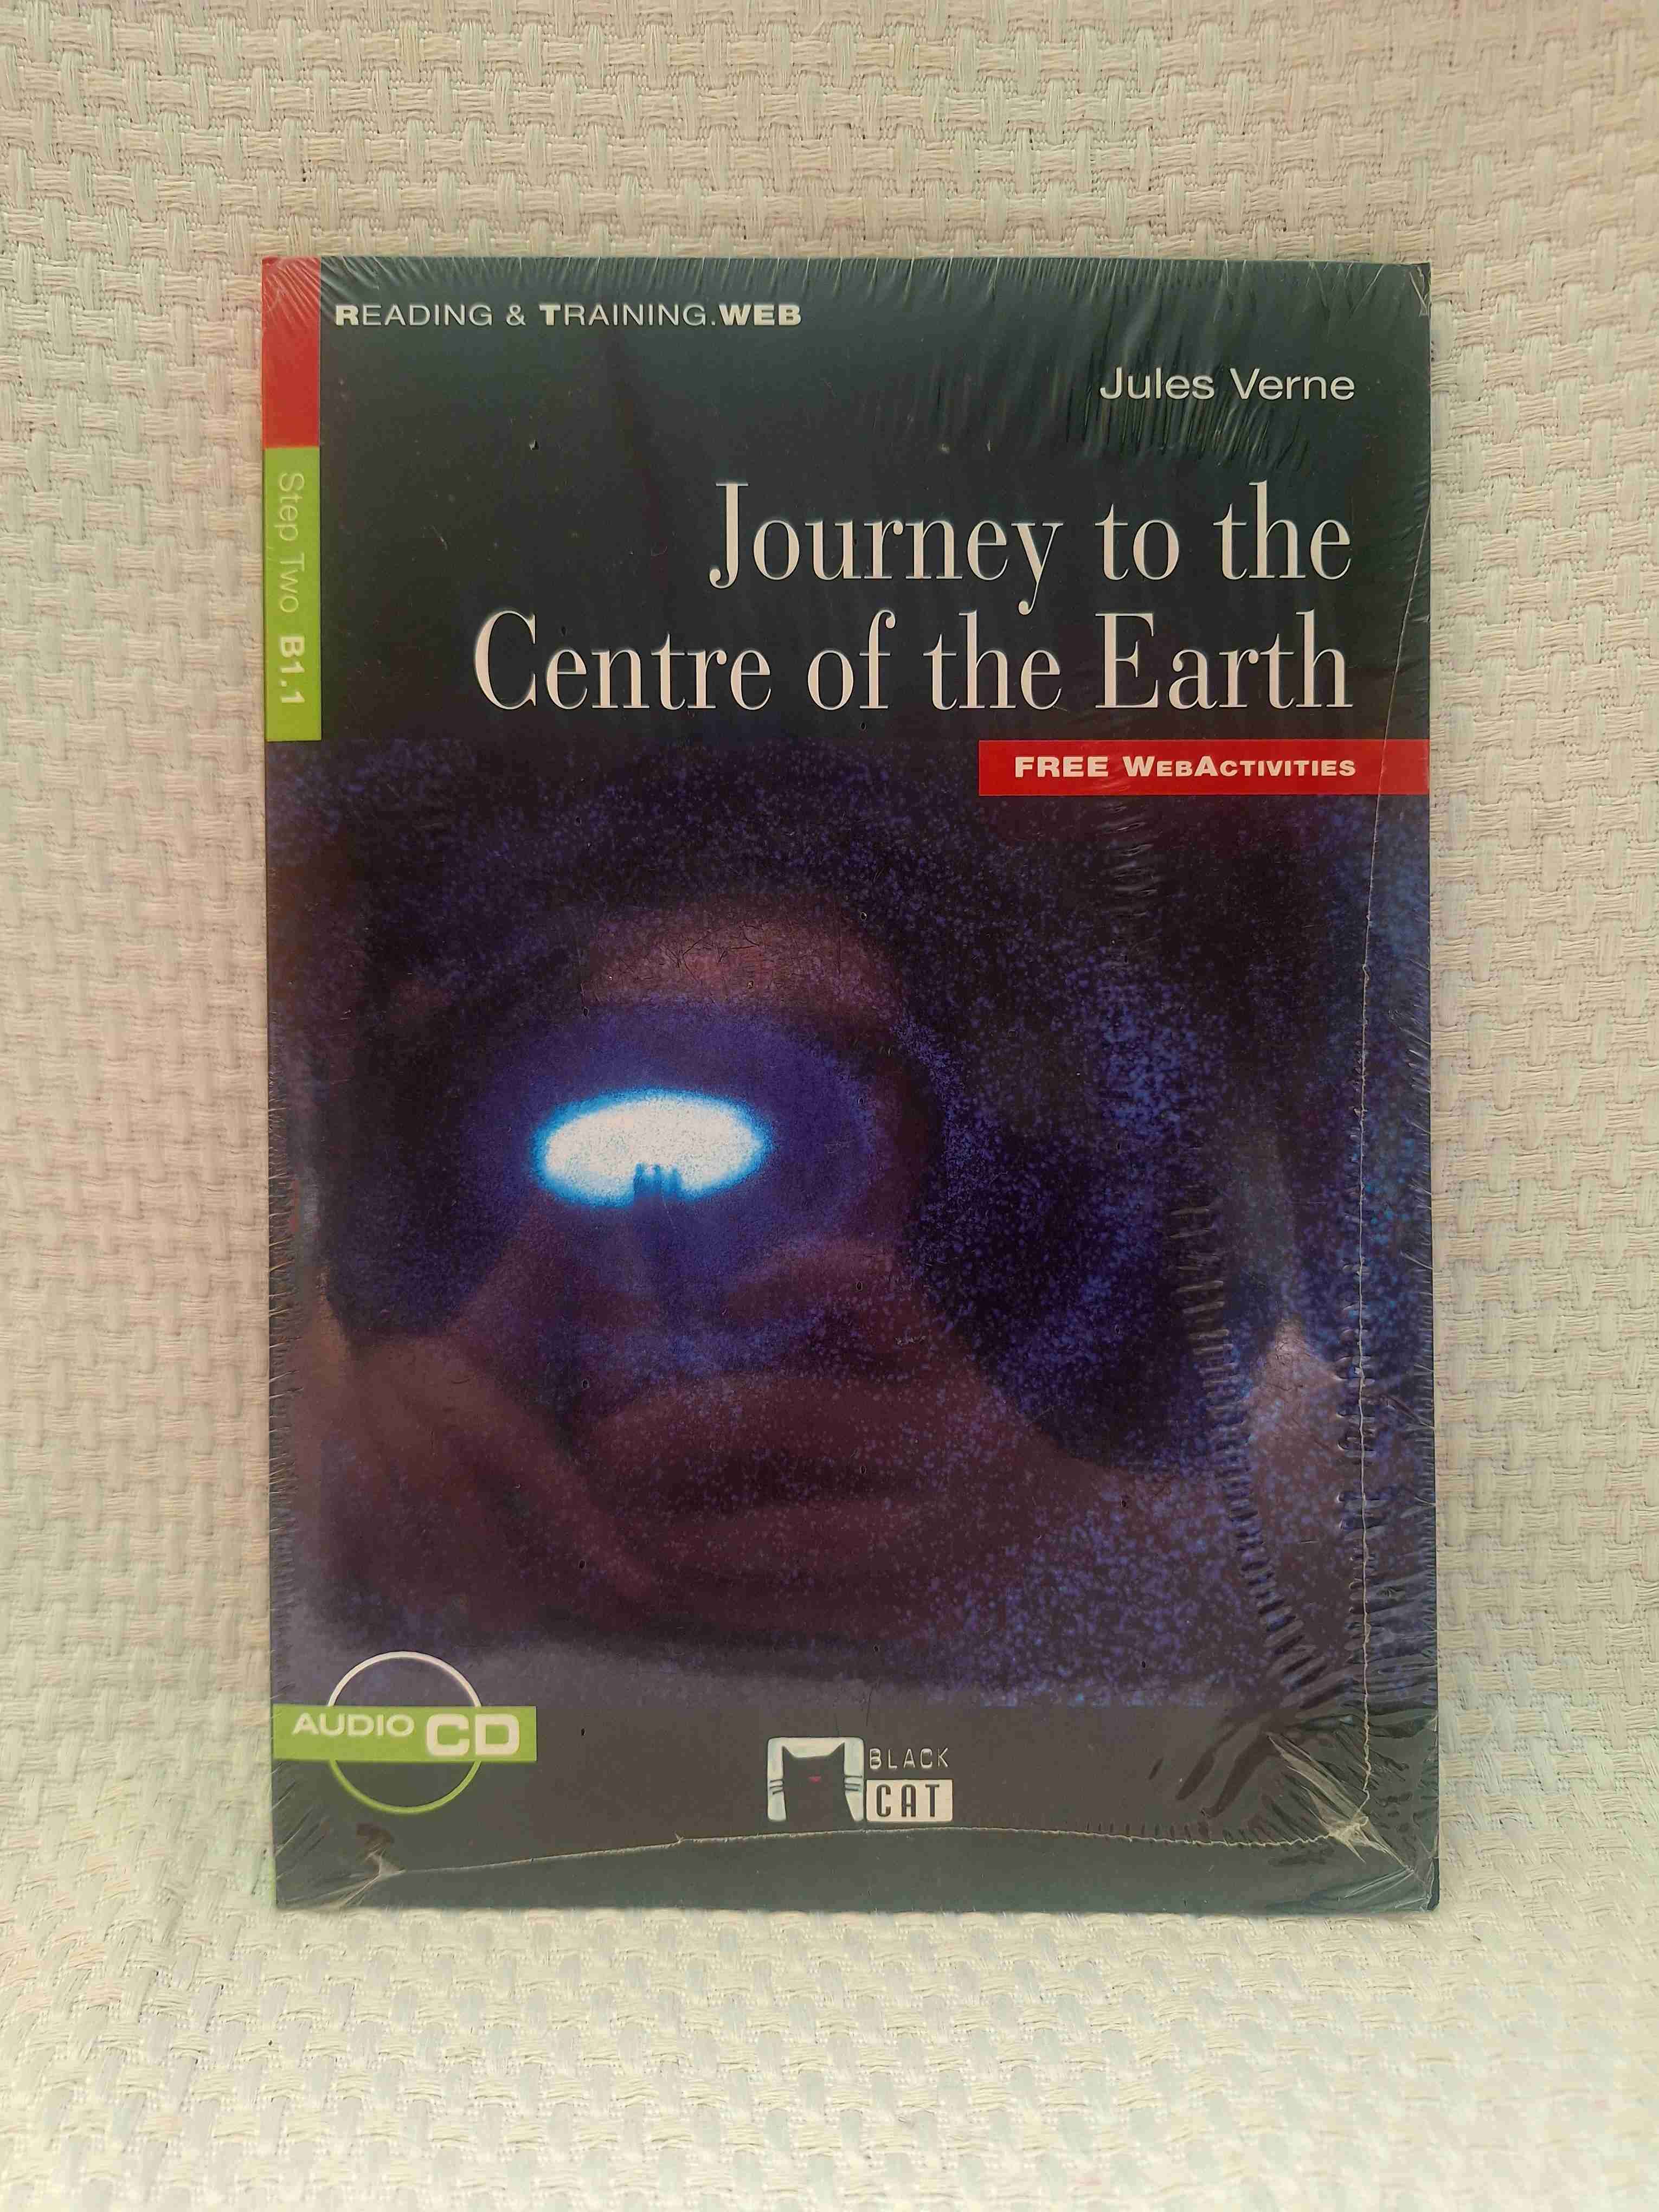 READING & TRAINING.WEB
Jules Verne
Journey to the
Centre of the Earth
FREE WEBACTIVITIES
Step Two B1.1
AUDIO CD
BLACK
CAT